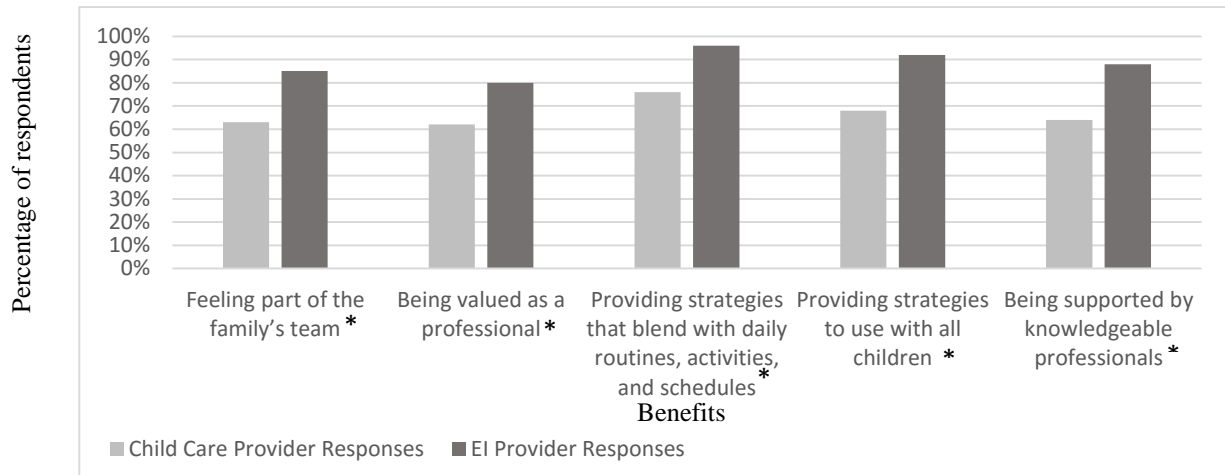 Percentage of respondents
100%
90%
80%
70%
60%
50%
40%
30%
20%
10%
0%
Feeling part of the
family’s team *
Being valued as a
professional *
Providing strategies
that blend with daily
routines, activities,
and schedules *
Providing strategies
to use with all
children *
Being supported by
knowledgeable
professionals *
Benefits
Child Care Provider Responses
EI Provider Responses